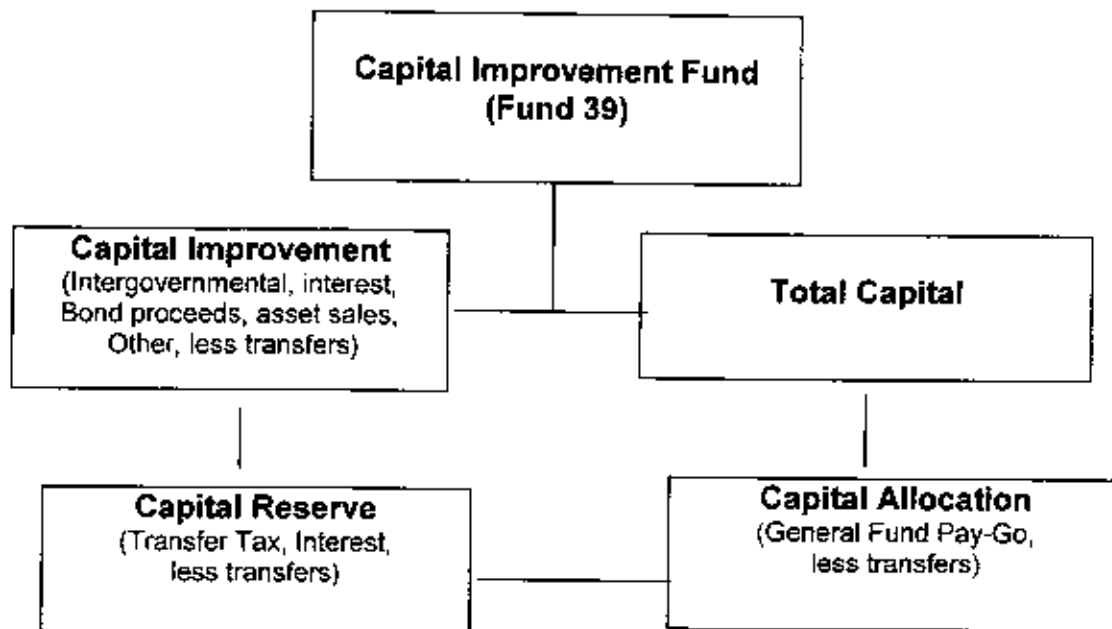 Capital Improvement Fund
(Fund 39)
Capital Improvement
(Intergovernmental, interest,
Bond proceeds, asset sales,
Other, less transfers)
Total Capital
Capital Reserve
(Transfer Tax, Interest,
less transfers)
Capital Allocation
(General Fund Pay-Go,
less transfers)